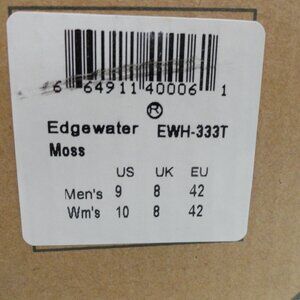 6 64911 40006 1
®
Edgewater EWH-333T
Moss
US UK EU
Men's 9 8 42
Wm's 10 8 42